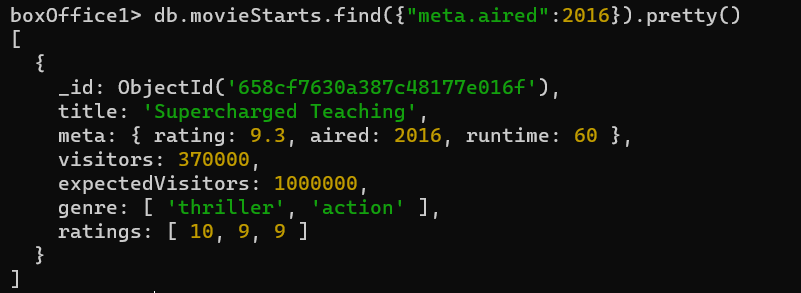 boxOffice1> db.movieStarts.find({"meta.aired":2016}).pretty()
[
  {
    _id: ObjectId('658cf7630a387c48177e016f'),
    title: 'Supercharged Teaching',
    meta: { rating: 9.3, aired: 2016, runtime: 60 },
    visitors: 370000,
    expectedVisitors: 1000000,
    genre: [ 'thriller', 'action' ],
    ratings: [ 10, 9, 9 ]
  }
]